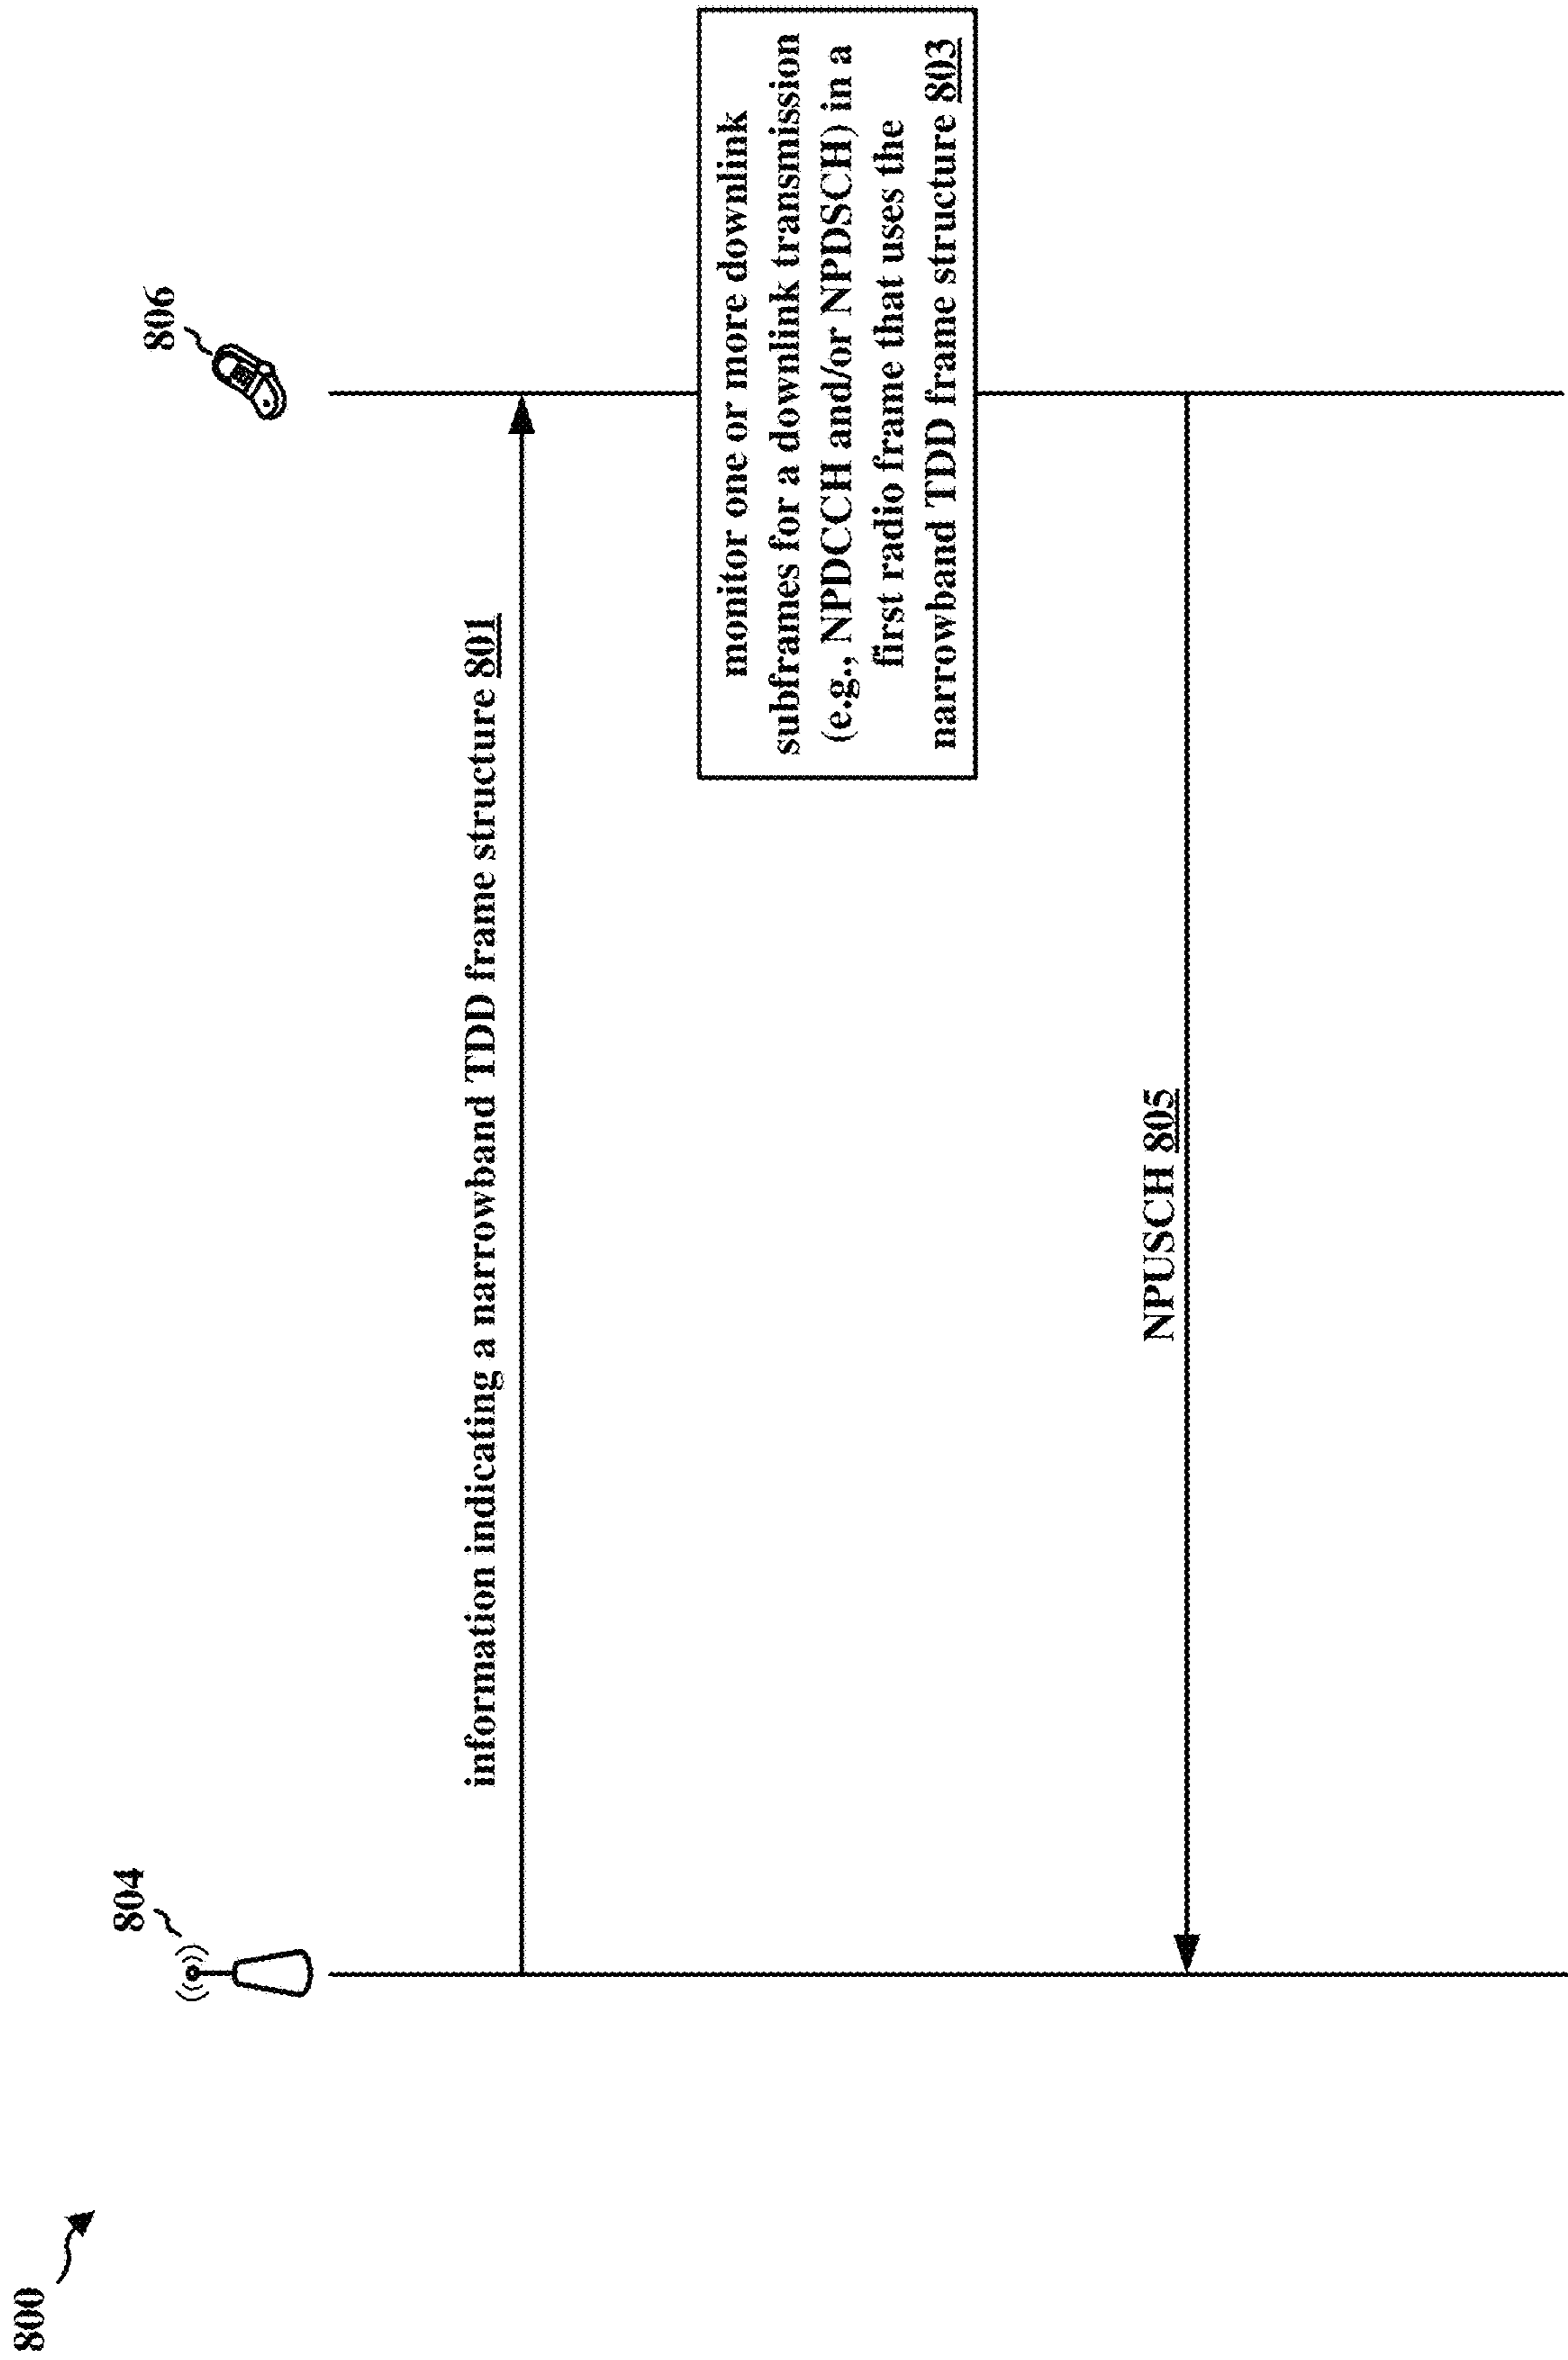 800
804
806
information indicating a narrowband TDD frame structure 801
monitor one or more downlink
subframes for a downlink transmission
(e.g., NPDCCH and/or NPDSCH) in a
first radio frame that uses the
narrowband TDD frame structure 803
NPUSCH 805